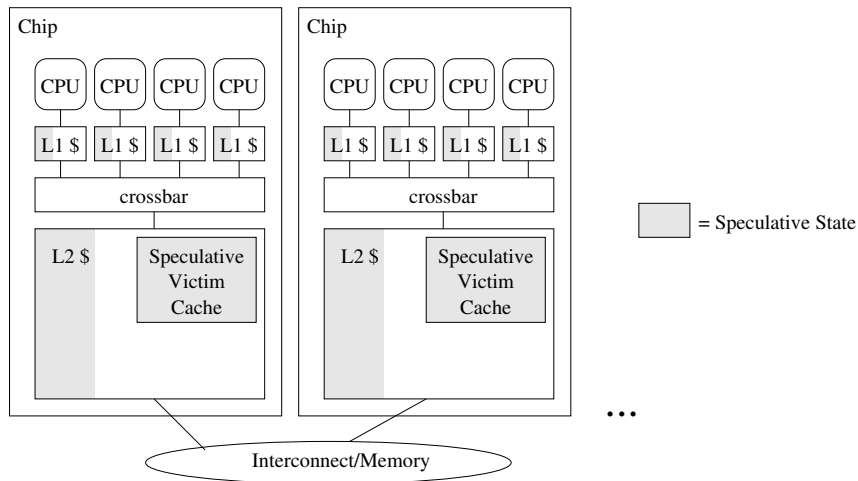 Chip
CPU CPU CPU CPU
L1 $ L1 $ L1 $ L1 $
crossbar
L2 $
Speculative
Victim
Cache
Chip
CPU CPU CPU CPU
L1 $ L1 $ L1 $ L1 $
crossbar
L2 $
Speculative
Victim
Cache
= Speculative State
...
Interconnect/Memory